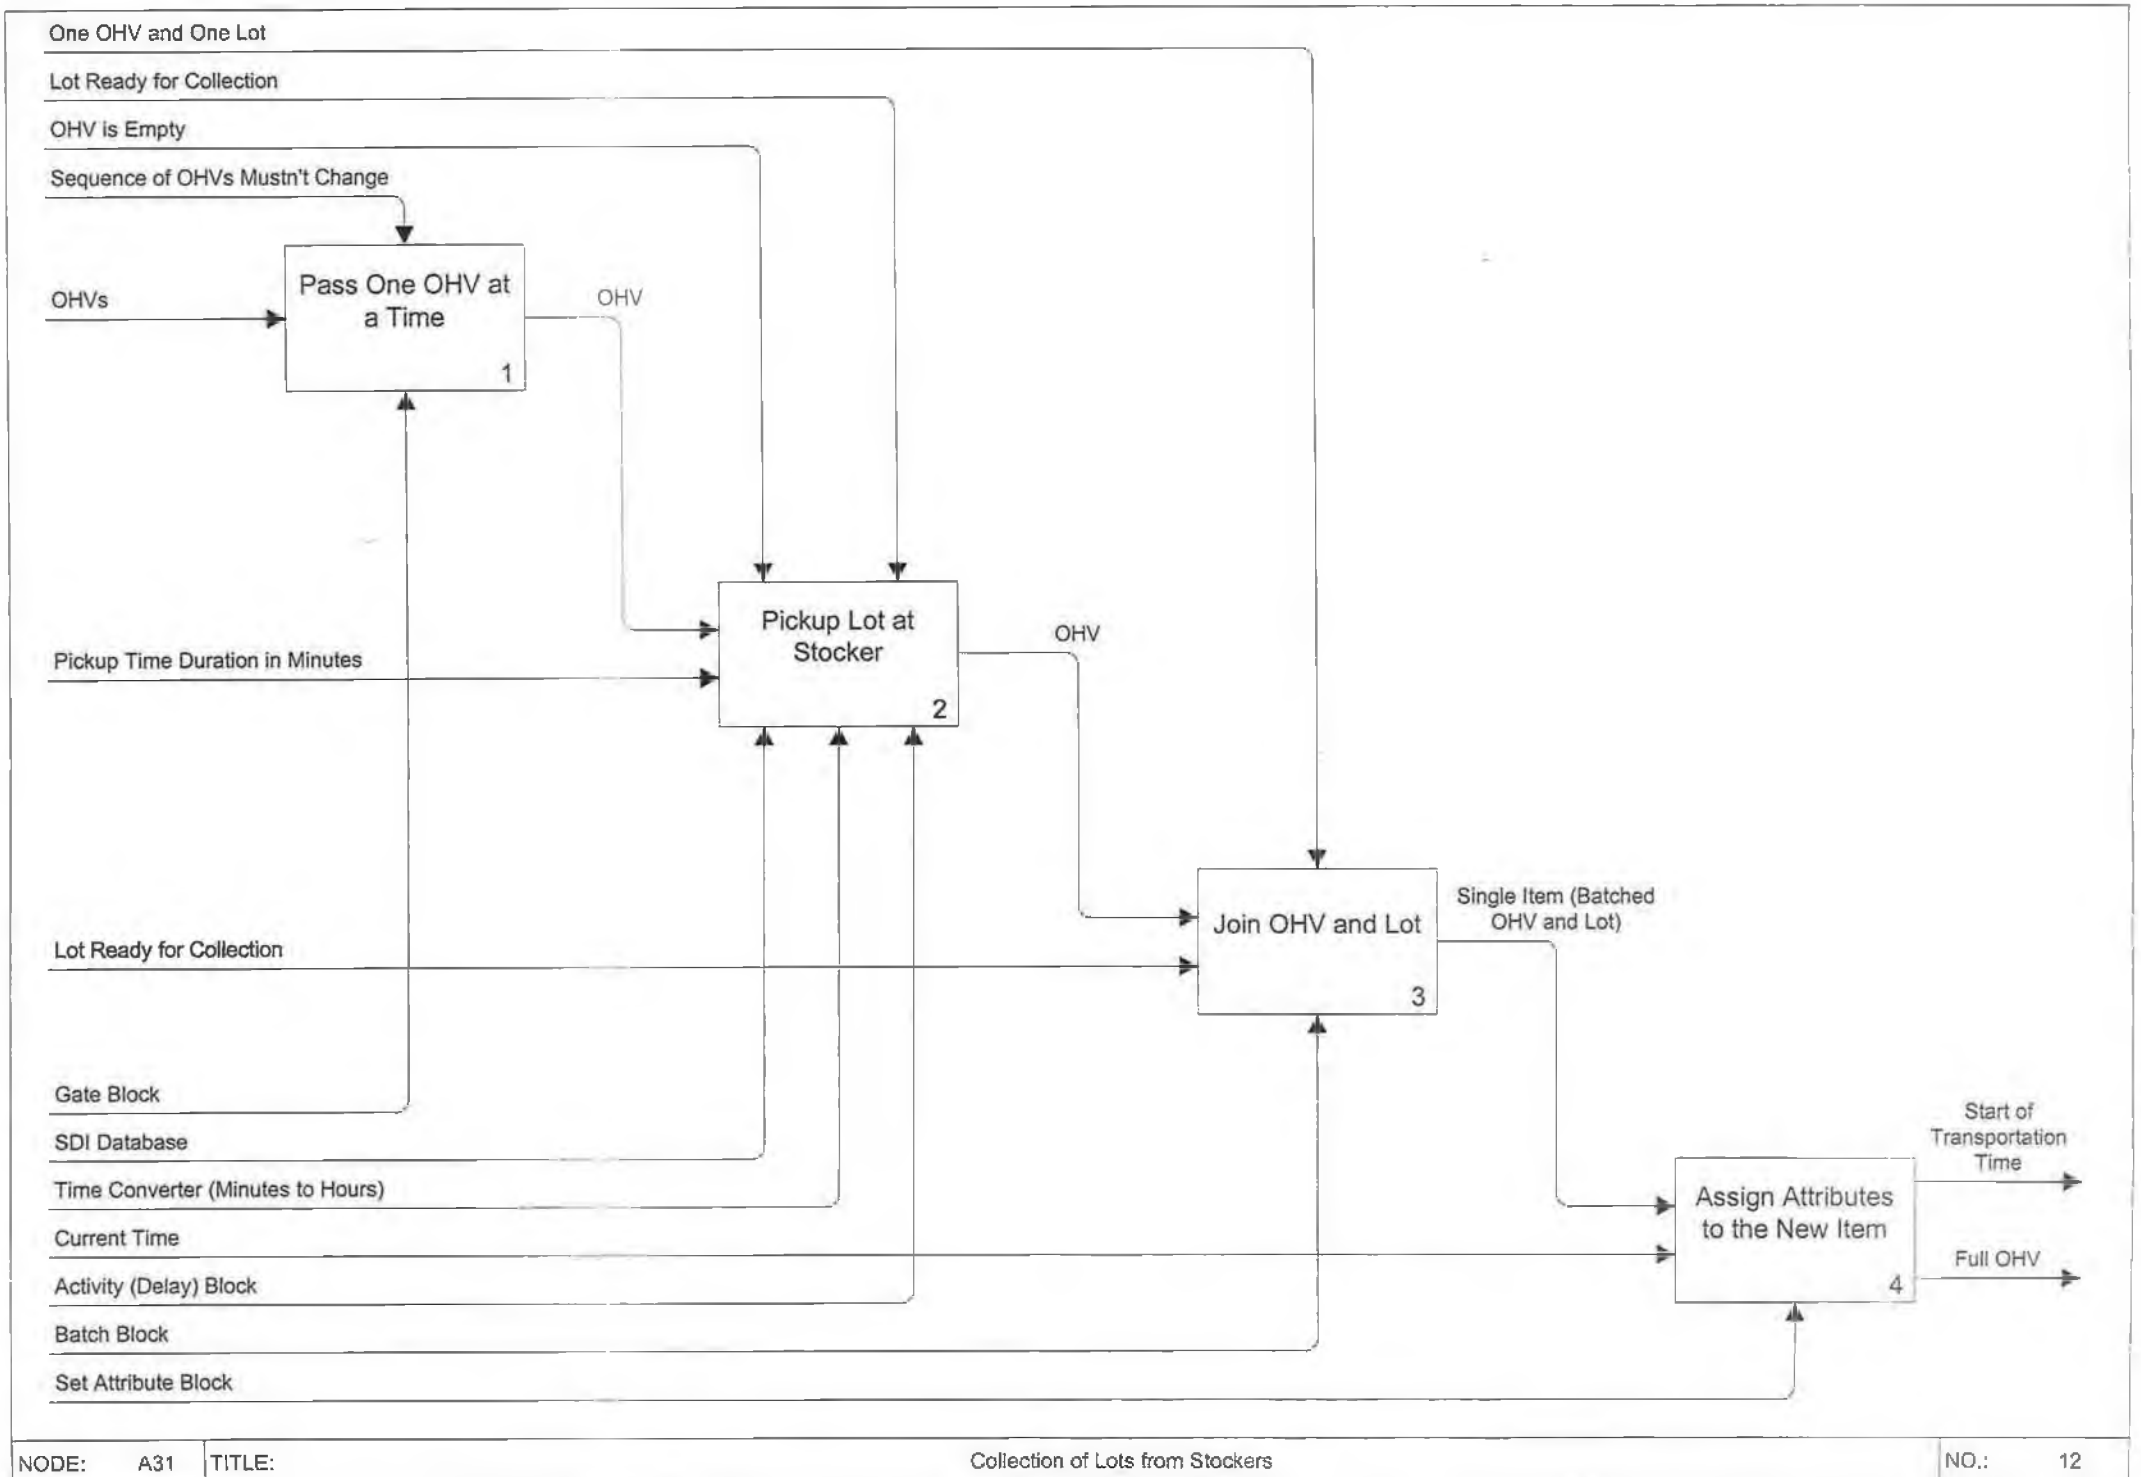 One OHV and One Lot
Lot Ready for Collection
OHV is Empty
Sequence of OHVs Mustn't Change
OHVs
Pass One OHV at
a Time
1
OHV
Pickup Time Duration in Minutes
Pickup Lot at
Stocker
2
OHV
Lot Ready for Collection
Join OHV and Lot
3
Single Item (Batched
OHV and Lot)
Gate Block
SDI Database
Time Converter (Minutes to Hours)
Current Time
Activity (Delay) Block
Batch Block
Set Attribute Block
Assign Attributes
to the New Item
4
Start of
Transportation
Time
Full OHV
NODE: A31 TITLE: Collection of Lots from Stockers NO.: 12